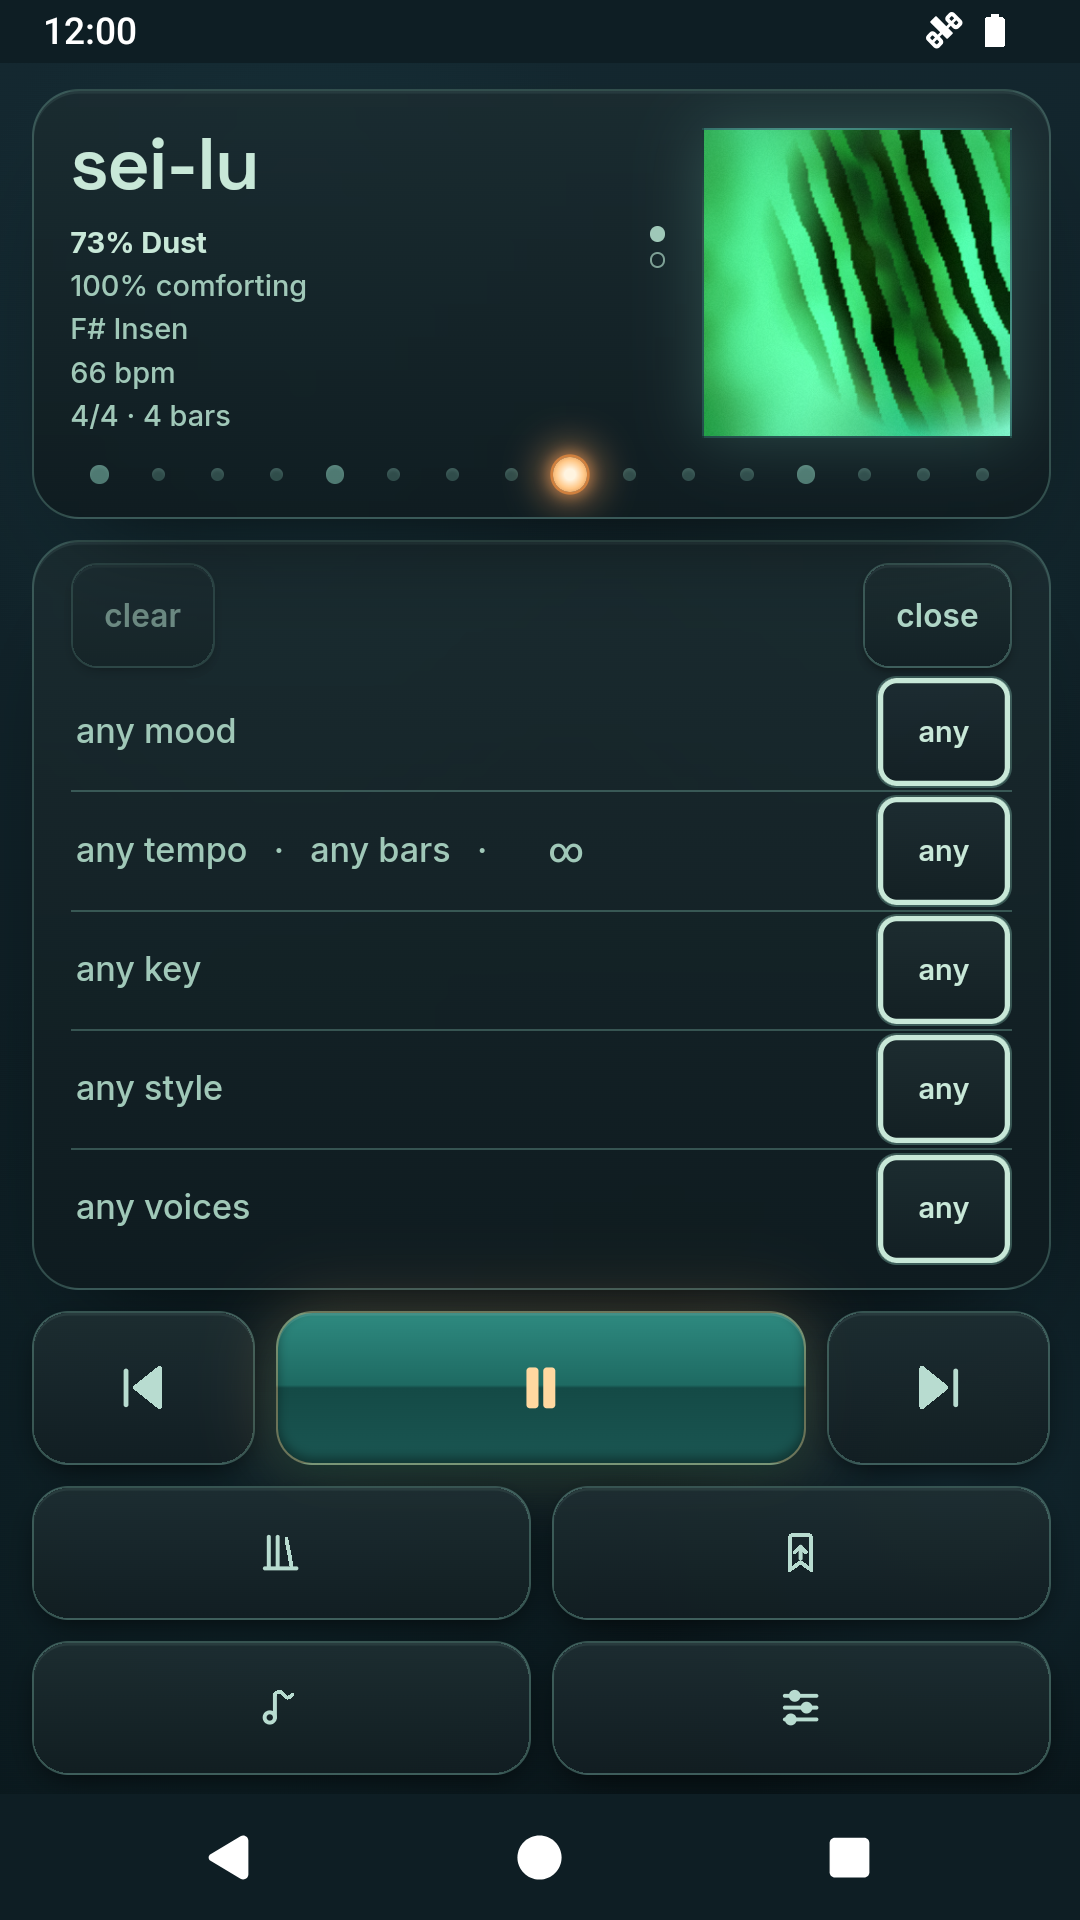 12:00
sei-lu
73% Dust
100% comforting
F# Insen
66 bpm
4/4 · 4 bars
clear
close
any mood
any
any tempo · any bars · ∞
any
any key
any
any style
any
any voices
any